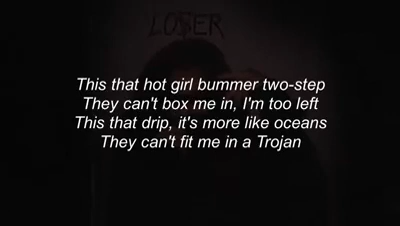 LOSER
This that hot girl bummer two-step
They can't box me in, I'm too left
This that drip, it's more like oceans
They can't fit me in a Trojan